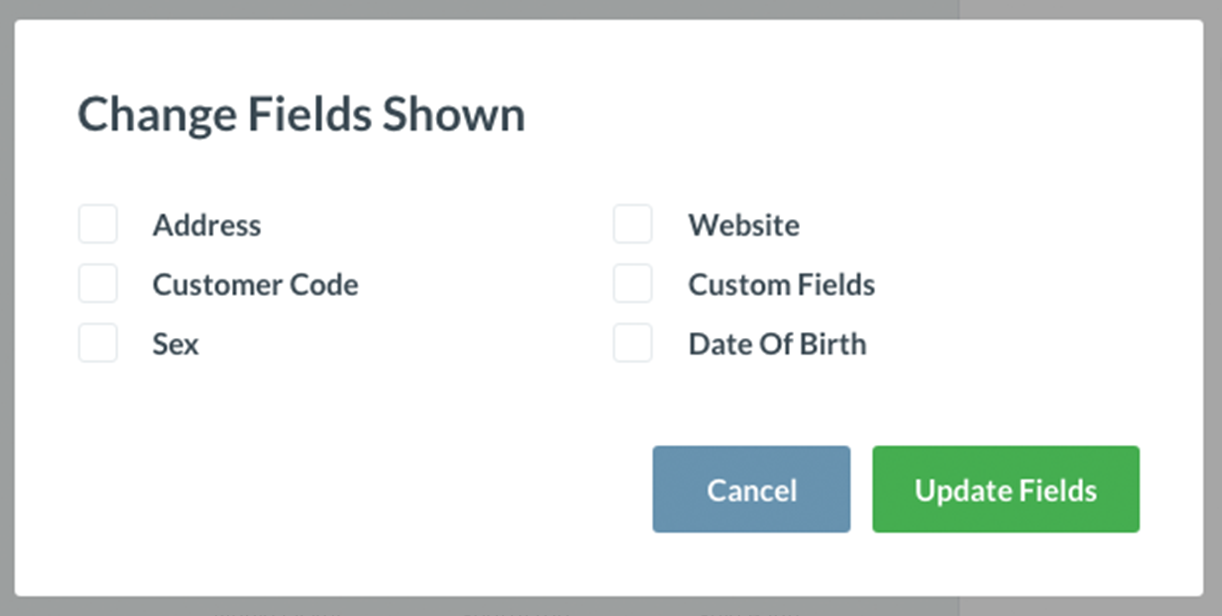 Change Fields Shown
Address
Website
Customer Code
Custom Fields
Sex
Date Of Birth
Cancel
Update Fields